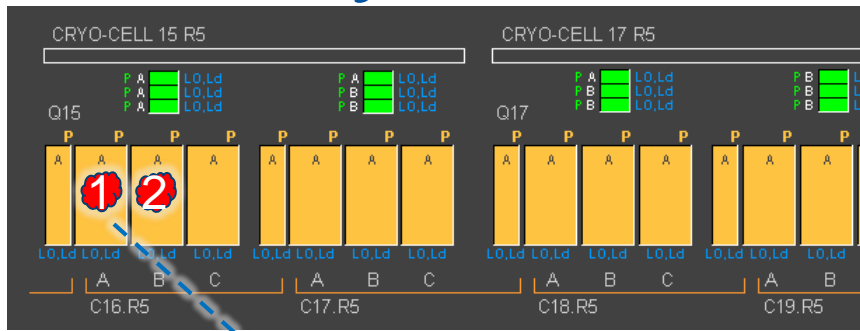 CRYO-CELL 15 R5 CRYO-CELL 17 R5
P A LO,Ld P A LO,Ld P A LO,Ld P B
P A LO,Ld P B LO,Ld P B LO,Ld P B
P A LO,Ld P B LO,Ld P B LO,Ld P B
Q15 Q17
P P P P P P P P P P P P P P P
A A A A A A A A A A A A A A A
1 2
LO,Ld LO,Ld LO,Ld LO,Ld LO,Ld LO,Ld LO,Ld LO,Ld LO,Ld LO,Ld LO,Ld LO,Ld LO,Ld LO,Ld LO,Ld
A B C A B C A B C A B
C16.R5 C17.R5 C18.R5 C19.R5